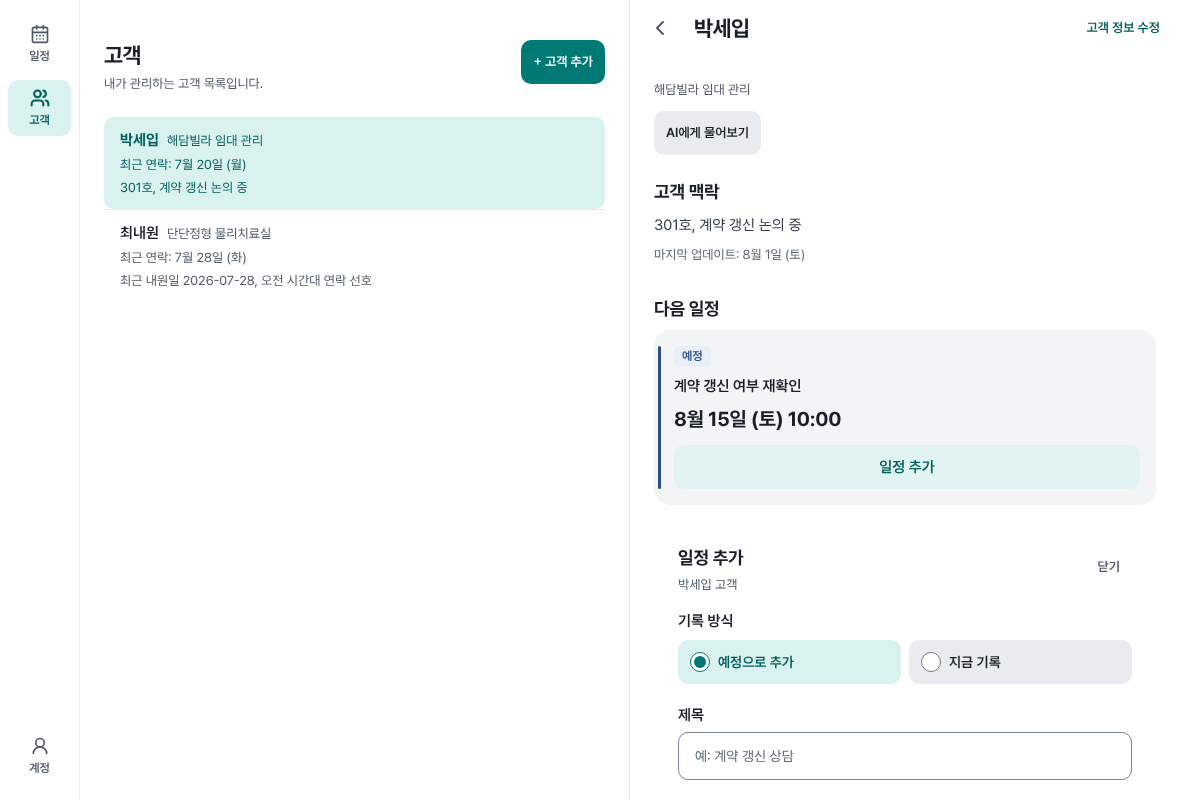 일정
고객
계정
고객
내가 관리하는 고객 목록입니다.
+ 고객 추가
박세입 해담빌라 임대 관리
최근 연락: 7월 20일 (월)
301호, 계약 갱신 논의 중
최내원 단단정형 물리치료실
최근 연락: 7월 28일 (화)
최근 내원일 2026-07-28, 오전 시간대 연락 선호
박세입
고객 정보 수정
해담빌라 임대 관리
AI에게 물어보기
고객 맥락
301호, 계약 갱신 논의 중
마지막 업데이트: 8월 1일 (토)
다음 일정
예정
계약 갱신 여부 재확인
8월 15일 (토) 10:00
일정 추가
일정 추가
닫기
박세입 고객
기록 방식
예정으로 추가
지금 기록
제목
예: 계약 갱신 상담